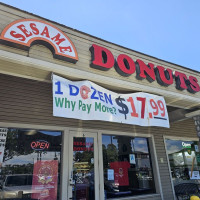 SESAME
DONUTS
1 DOZEN
Why Pay More? $17.99
OPEN